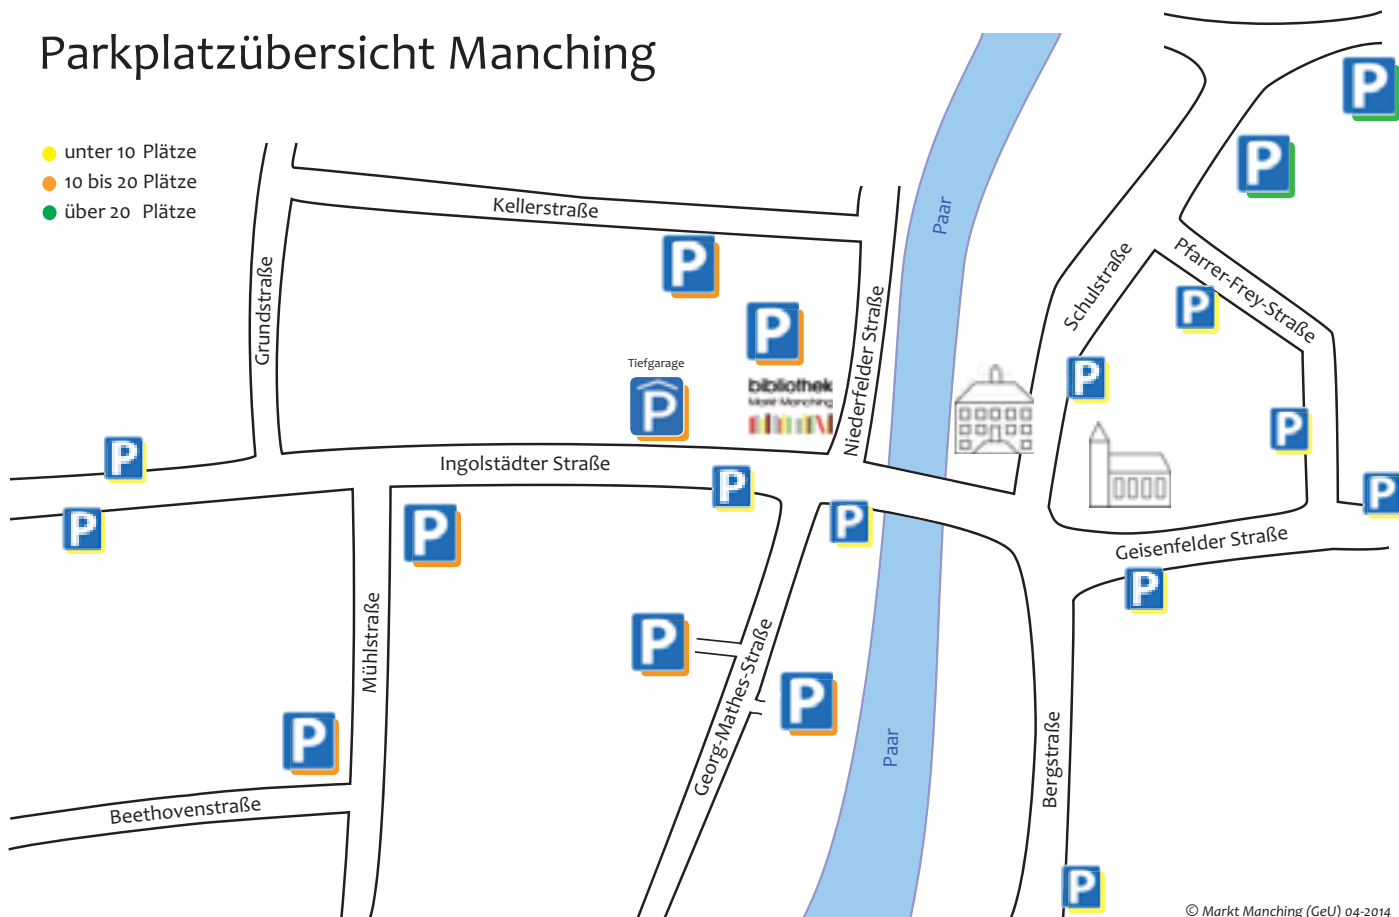 Parkplatzübersicht Manching
unter 10 Plätze
10 bis 20 Plätze
über 20 Plätze
Kellerstraße
Grundstraße
Paar
Schulstraße
Pfarrer-Frey-Straße
P
P
P
P
P
P
Tiefgarage
P
bibliothek
Markt Manching
Niederfelder Straße
P
P
P
Ingolstädter Straße
P
P
P
P
P
Geisenfelder Straße
P
Mühlstraße
P
Georg-Mathes-Straße
P
P
Paar
Bergstraße
Beethovenstraße
P
© Markt Manching (GeU) 04-2014